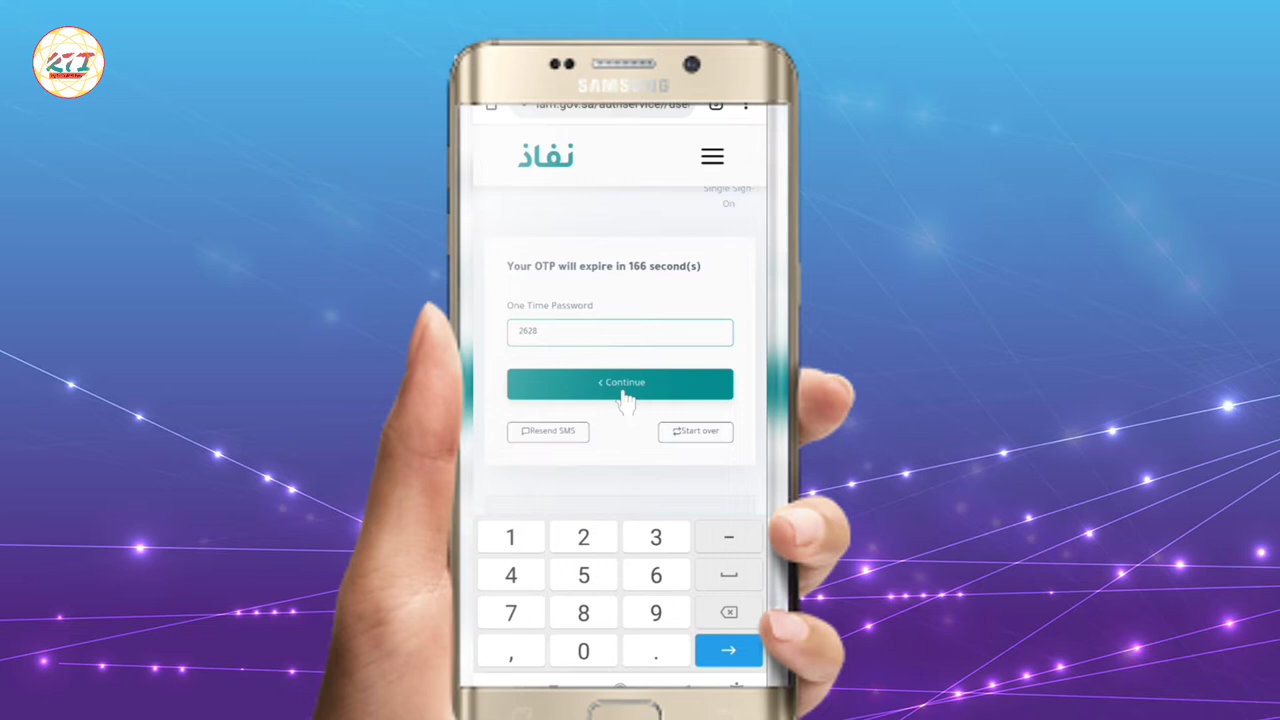 SAMSUNG
iam.gov.sa/authservice//user
نفاذ
Single Sign-
On
Your OTP will expire in 166 second(s)
One Time Password
2628
Continue
Resend SMS
Start over
1 2 3 -
4 5 6
7 8 9
, 0 .